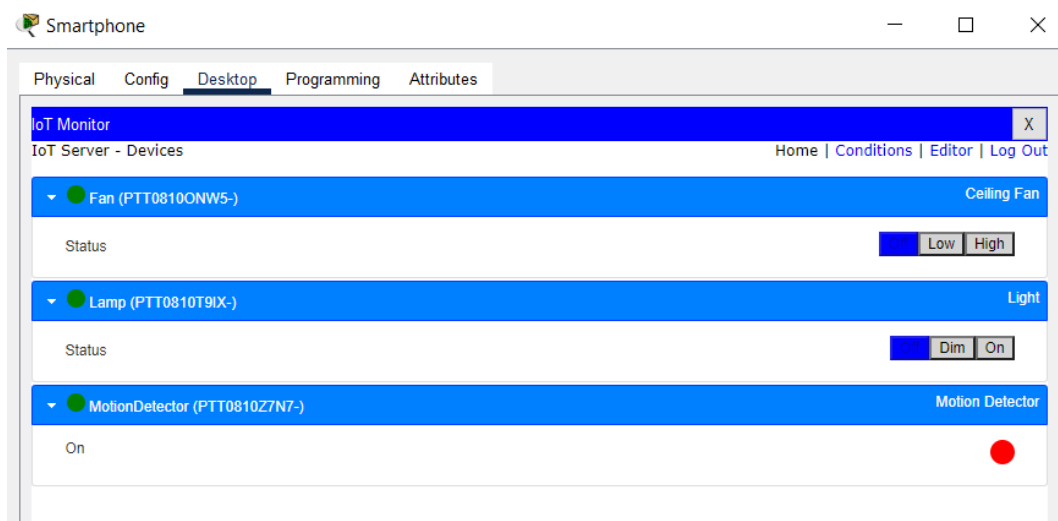 Smartphone
Physical Config Desktop Programming Attributes
IoT Monitor X
IoT Server - Devices Home | Conditions | Editor | Log Out
Fan (PTT0810ONW5-) Ceiling Fan
Status Low High
Lamp (PTT0810T9IX-) Light
Status Dim On
MotionDetector (PTT0810Z7N7-) Motion Detector
On